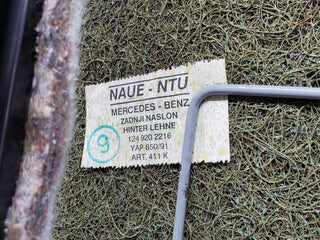 NAUE - NTU
MERCEDES - BENZ
ZADNJI NASLON
HINTER LEHNE
124 920 2216
YAP 850/91
ART. 411 K
9